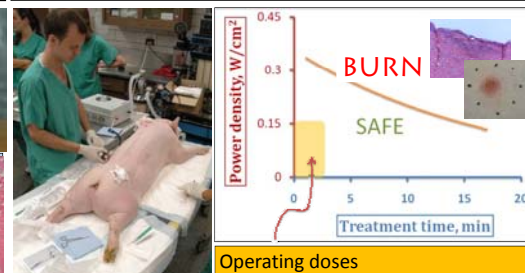 0.45
0.3
0.15
0
Power density, W/cm²
BURN
SAFE
0 5 10 15 20
Treatment time, min
Operating doses